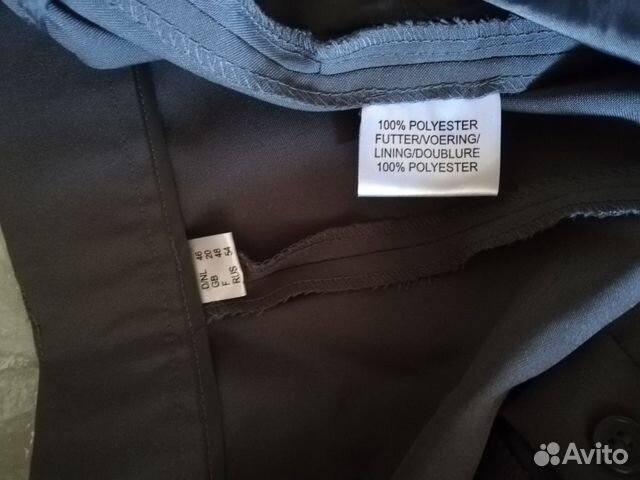 100% POLYESTER
FUTTER/VOERING/
LINING/DOUBLURE
100% POLYESTER
D/NL 46
GB 20
F 48
RUS 54
Avito